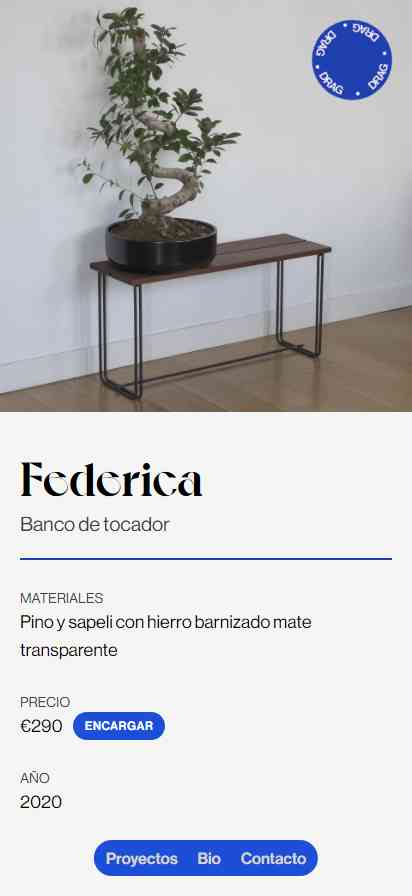 DRAG • DRAG • DRAG • DRAG •
Federica
Banco de tocador
MATERIALES
Pino y sapeli con hierro barnizado mate
transparente
PRECIO
€290 ENCARGAR
AÑO
2020
Proyectos Bio Contacto